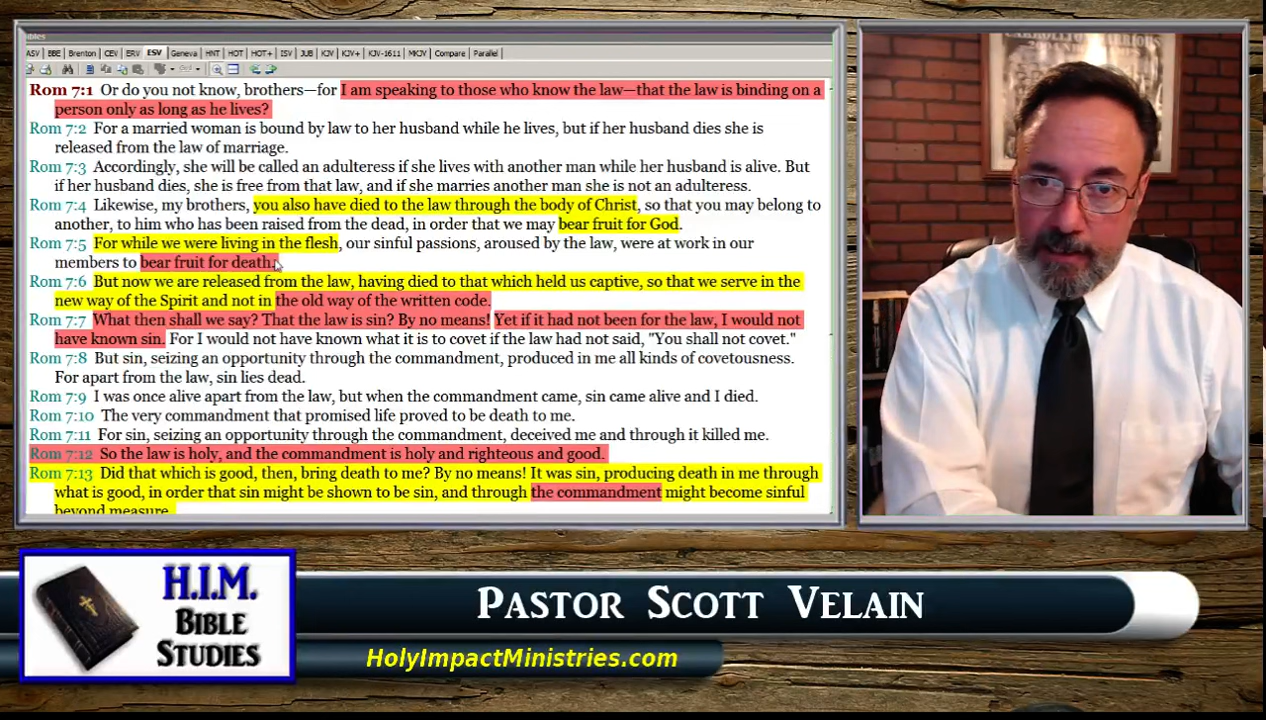 bles
ASV BBE Brenton CEV ERV ESV Geneva HNT HOT HOT+ ISV JUB KJV KJV+ KJV-1611 MKJV Compare Parallel
Rom 7:1 Or do you not know, brothers—for I am speaking to those who know the law—that the law is binding on a
person only as long as he lives?
Rom 7:2 For a married woman is bound by law to her husband while he lives, but if her husband dies she is
released from the law of marriage.
Rom 7:3 Accordingly, she will be called an adulteress if she lives with another man while her husband is alive. But
if her husband dies, she is free from that law, and if she marries another man she is not an adulteress.
Rom 7:4 Likewise, my brothers, you also have died to the law through the body of Christ, so that you may belong to
another, to him who has been raised from the dead, in order that we may bear fruit for God.
Rom 7:5 For while we were living in the flesh, our sinful passions, aroused by the law, were at work in our
members to bear fruit for death.
Rom 7:6 But now we are released from the law, having died to that which held us captive, so that we serve in the
new way of the Spirit and not in the old way of the written code.
Rom 7:7 What then shall we say? That the law is sin? By no means! Yet if it had not been for the law, I would not
have known sin. For I would not have known what it is to covet if the law had not said, "You shall not covet."
Rom 7:8 But sin, seizing an opportunity through the commandment, produced in me all kinds of covetousness.
For apart from the law, sin lies dead.
Rom 7:9 I was once alive apart from the law, but when the commandment came, sin came alive and I died.
Rom 7:10 The very commandment that promised life proved to be death to me.
Rom 7:11 For sin, seizing an opportunity through the commandment, deceived me and through it killed me.
Rom 7:12 So the law is holy, and the commandment is holy and righteous and good.
Rom 7:13 Did that which is good, then, bring death to me? By no means! It was sin, producing death in me through
what is good, in order that sin might be shown to be sin, and through the commandment might become sinful
beyond measure.
H.I.M.
BIBLE
STUDIES
PASTOR SCOTT VELAIN
HolyImpactMinistries.com